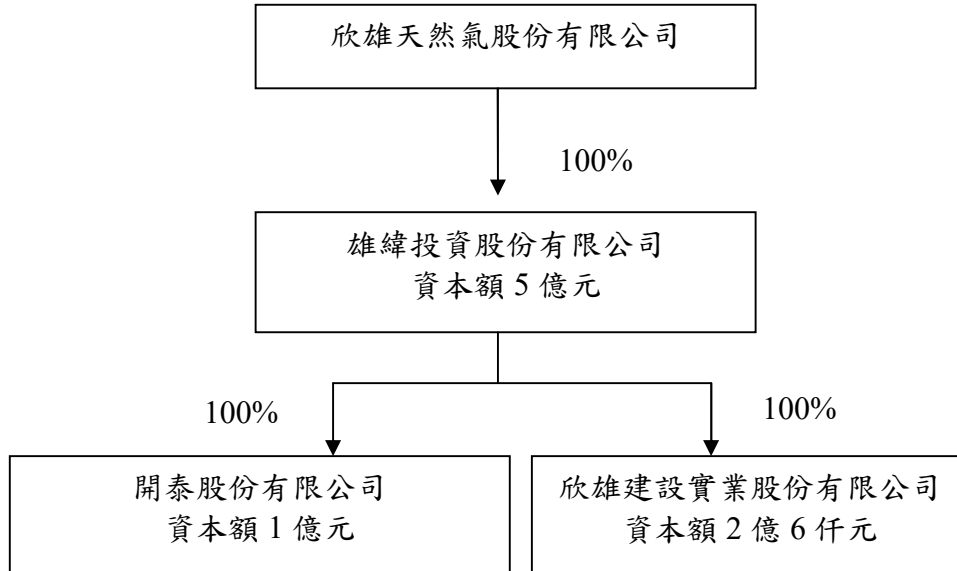 欣雄天然氣股份有限公司
100%
雄緯投資股份有限公司
資本額 5 億元
100%
100%
開泰股份有限公司
資本額 1 億元
欣雄建設實業股份有限公司
資本額 2 億 6 仟元